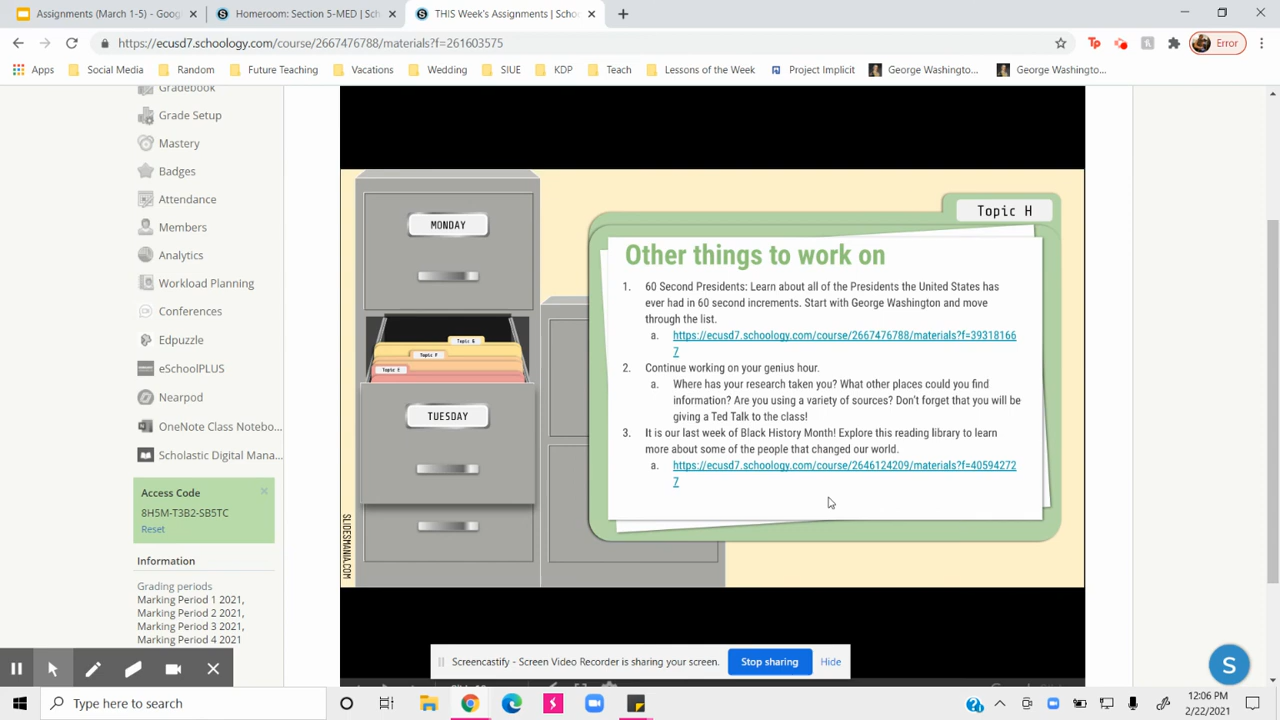 Assignments (March 1-5) - Goog
Homeroom: Section 5-MED | Sch
THIS Week's Assignments | Schoo
https://ecusd7.schoology.com/course/2667476788/materials?f=261603575
Error
Apps
Social Media
Random
Future Teaching
Vacations
Wedding
SIUE
KDP
Teach
Lessons of the Week
Project Implicit
George Washingto...
George Washingto...
Gradebook
Grade Setup
Mastery
Badges
Attendance
Members
Analytics
Workload Planning
Conferences
Edpuzzle
eSchoolPLUS
Nearpod
OneNote Class Notebo...
Scholastic Digital Mana...
Access Code
8H5M-T3B2-SB5TC
Reset
Information
Grading periods
Marking Period 1 2021,
Marking Period 2 2021,
Marking Period 3 2021,
Marking Period 4 2021
MONDAY
Topic G
Topic F
Topic E
TUESDAY
SLIDESMANIA.COM
Topic H
Other things to work on
1. 60 Second Presidents: Learn about all of the Presidents the United States has
ever had in 60 second increments. Start with George Washington and move
through the list.
a. https://ecusd7.schoology.com/course/2667476788/materials?f=39318166
7
2. Continue working on your genius hour.
a. Where has your research taken you? What other places could you find
information? Are you using a variety of sources? Don't forget that you will be
giving a Ted Talk to the class!
3. It is our last week of Black History Month! Explore this reading library to learn
more about some of the people that changed our world.
a. https://ecusd7.schoology.com/course/2646124209/materials?f=40594272
7
Screencastify - Screen Video Recorder is sharing your screen.
Stop sharing
Hide
S
Type here to search
12:06 PM
2/22/2021